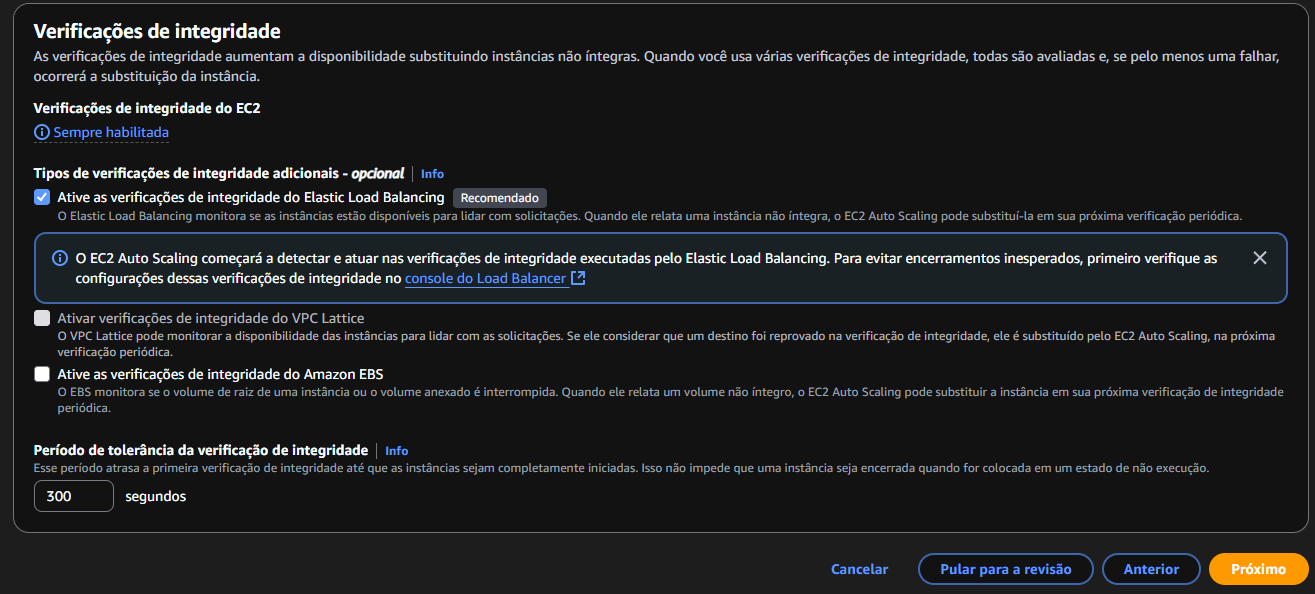 Verificações de integridade
As verificações de integridade aumentam a disponibilidade substituindo instâncias não íntegras. Quando você usa várias verificações de integridade, todas são avaliadas e, se pelo menos uma falhar,
ocorrerá a substituição da instância.
Verificações de integridade do EC2
Sempre habilitada
Tipos de verificações de integridade adicionais - opcional | Info
Ative as verificações de integridade do Elastic Load Balancing Recomendado
O Elastic Load Balancing monitora se as instâncias estão disponíveis para lidar com solicitações. Quando ele relata uma instância não íntegra, o EC2 Auto Scaling pode substituí-la em sua próxima verificação periódica.
O EC2 Auto Scaling começará a detectar e atuar nas verificações de integridade executadas pelo Elastic Load Balancing. Para evitar encerramentos inesperados, primeiro verifique as
configurações dessas verificações de integridade no console do Load Balancer
Ativar verificações de integridade do VPC Lattice
O VPC Lattice pode monitorar a disponibilidade das instâncias para lidar com as solicitações. Se ele considerar que um destino foi reprovado na verificação de integridade, ele é substituído pelo EC2 Auto Scaling, na próxima
verificação periódica.
Ative as verificações de integridade do Amazon EBS
O EBS monitora se o volume de raiz de uma instância ou o volume anexado é interrompida. Quando ele relata um volume não íntegro, o EC2 Auto Scaling pode substituir a instância em sua próxima verificação de integridade
periódica.
Período de tolerância da verificação de integridade | Info
Esse período atrasa a primeira verificação de integridade até que as instâncias sejam completamente iniciadas. Isso não impede que uma instância seja encerrada quando for colocada em um estado de não execução.
300 segundos
Cancelar Pular para a revisão Anterior Próximo